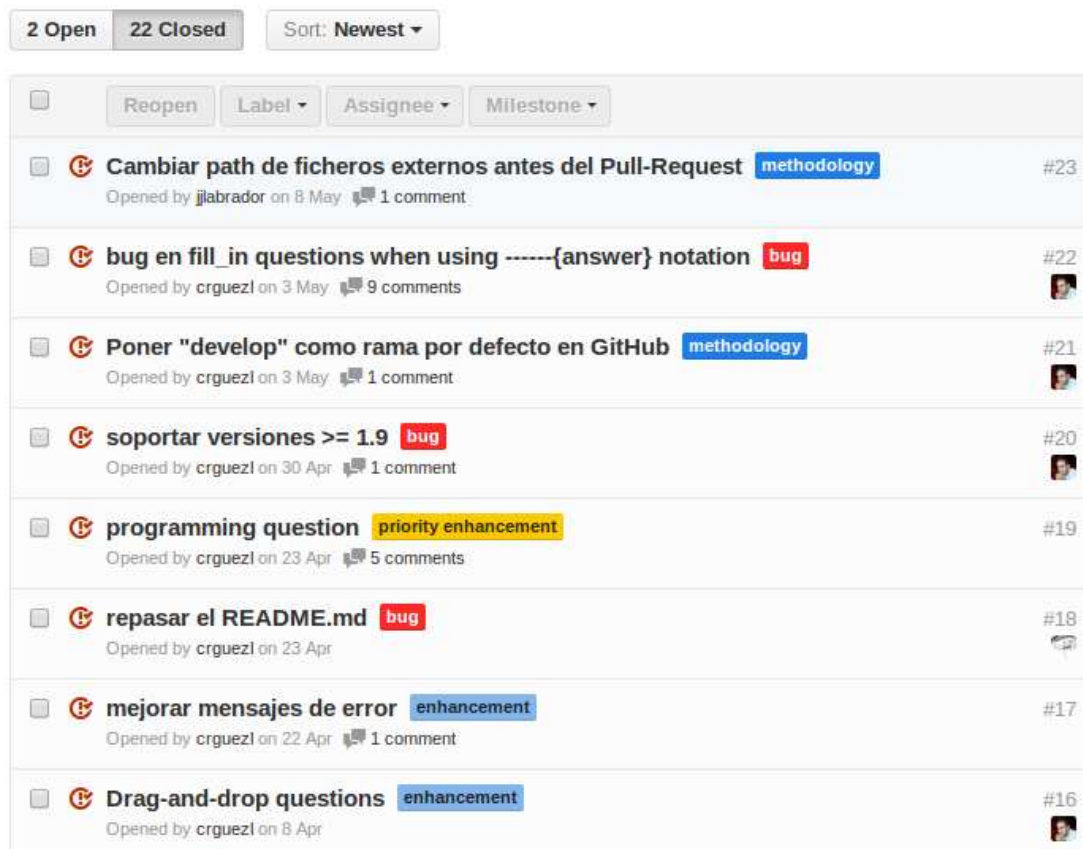 2 Open 22 Closed Sort: Newest
Reopen Label Assignee Milestone
Cambiar path de ficheros externos antes del Pull-Request methodology #23
Opened by jjlabrador on 8 May 1 comment
bug en fill_in questions when using ------{answer} notation bug #22
Opened by crguezl on 3 May 9 comments
Poner "develop" como rama por defecto en GitHub methodology #21
Opened by crguezl on 3 May 1 comment
soportar versiones >= 1.9 bug #20
Opened by crguezl on 30 Apr 1 comment
programming question priority enhancement #19
Opened by crguezl on 23 Apr 5 comments
repasar el README.md bug #18
Opened by crguezl on 23 Apr
mejorar mensajes de error enhancement #17
Opened by crguezl on 22 Apr 1 comment
Drag-and-drop questions enhancement #16
Opened by crguezl on 8 Apr